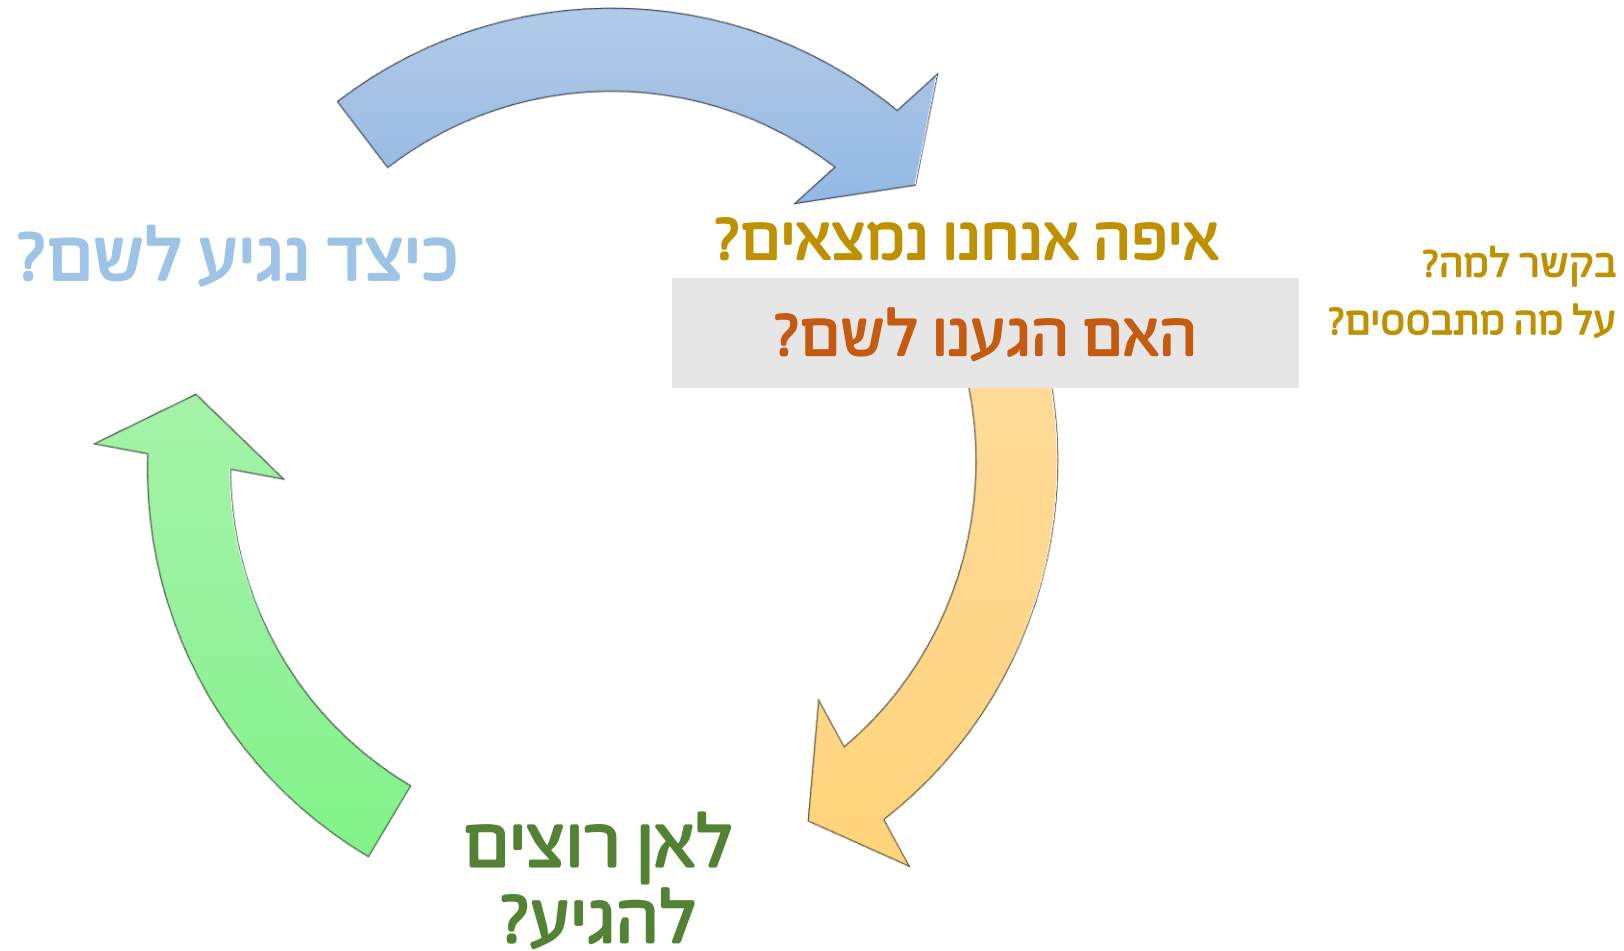 איפה אנחנו נמצאים?
האם הגענו לשם?
בקשר למה?
על מה מתבססים?
לאן רוצים
להגיע?
כיצד נגיע לשם?